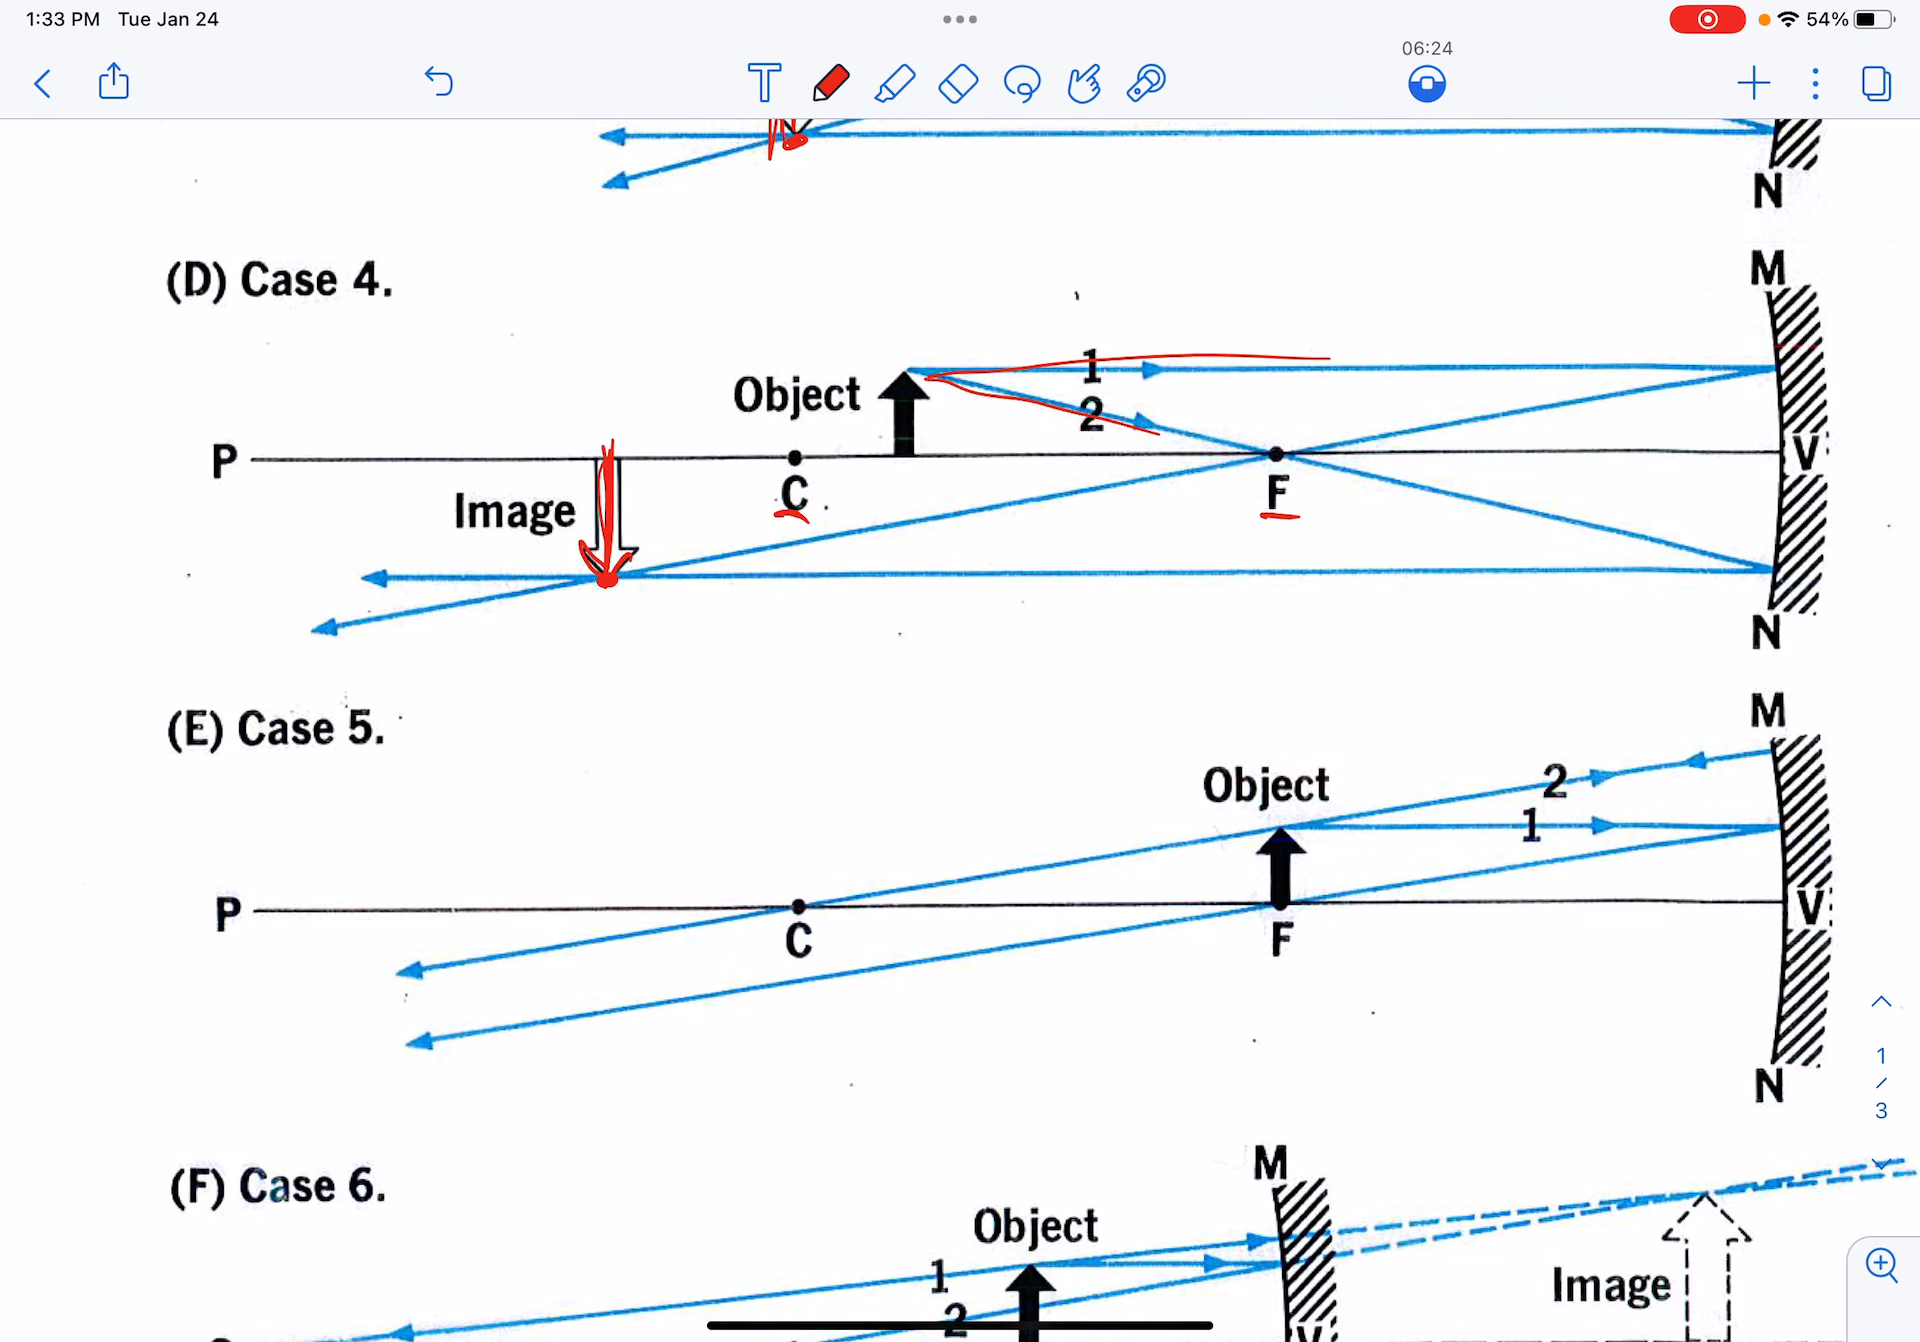 1:33 PM Tue Jan 24
54%
06:24
N
(D) Case 4.
M
1
Object
2
P
V
C
F
Image
N
(E) Case 5.
M
Object
2
1
P
V
C
F
N
1
/
3
(F) Case 6.
M
Object
1
Image
2
V